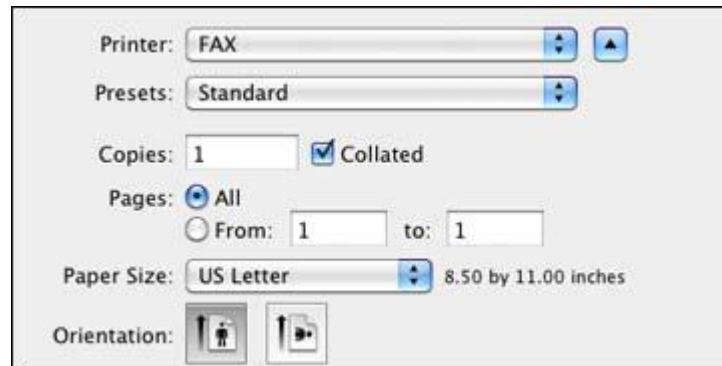 Printer: FAX
Presets: Standard
Copies: 1 Collated
Pages: All
From: 1 to: 1
Paper Size: US Letter 8.50 by 11.00 inches
Orientation: